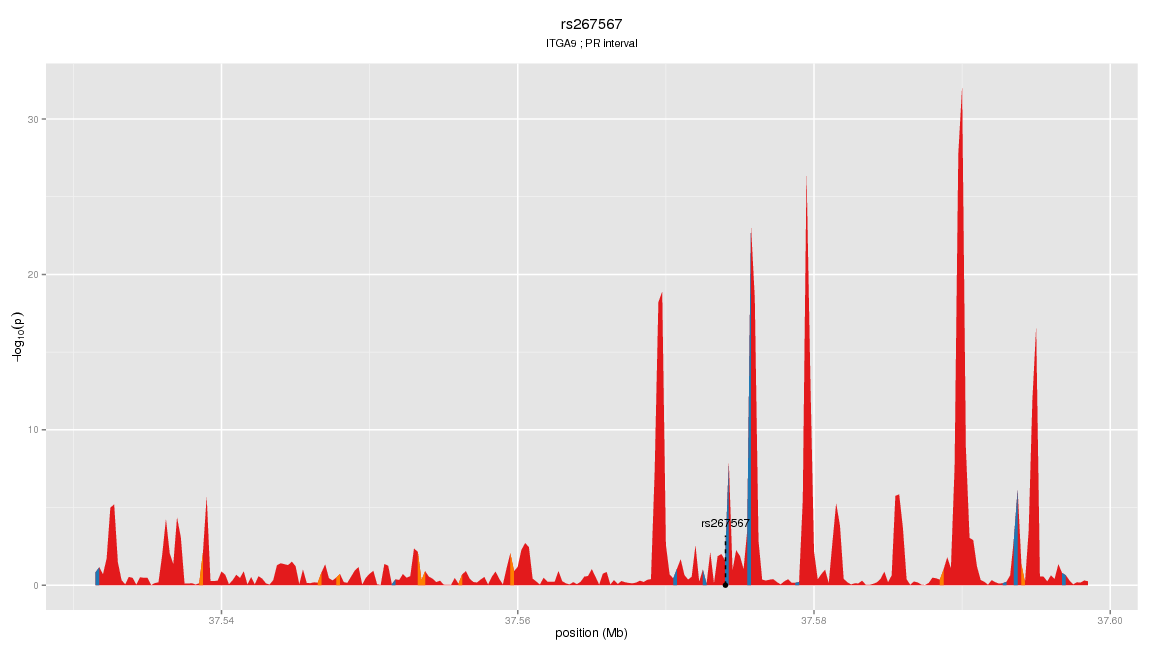 rs267567
ITGA9 ; PR interval
−log10(p)
30
20
10
0
rs267567
37.54
37.56
37.58
37.60
position (Mb)